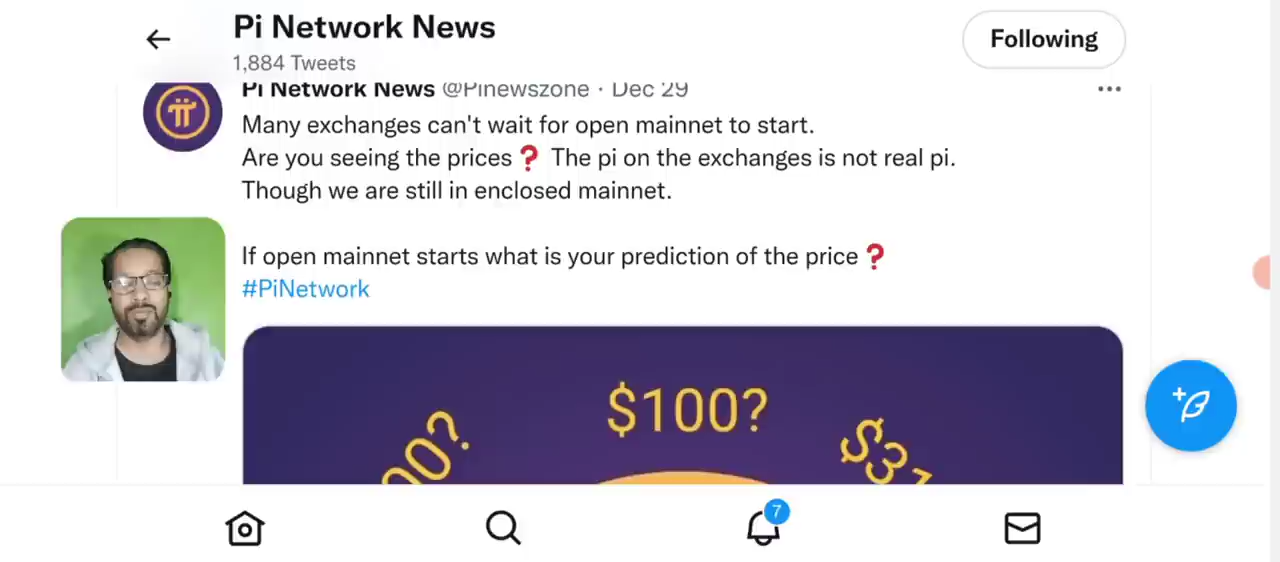 Pi Network News
1,884 Tweets
Following
Pi Network News @Pinewszone · Dec 29
Many exchanges can't wait for open mainnet to start.
Are you seeing the prices❓ The pi on the exchanges is not real pi.
Though we are still in enclosed mainnet.
If open mainnet starts what is your prediction of the price❓
#PiNetwork
$100?
7